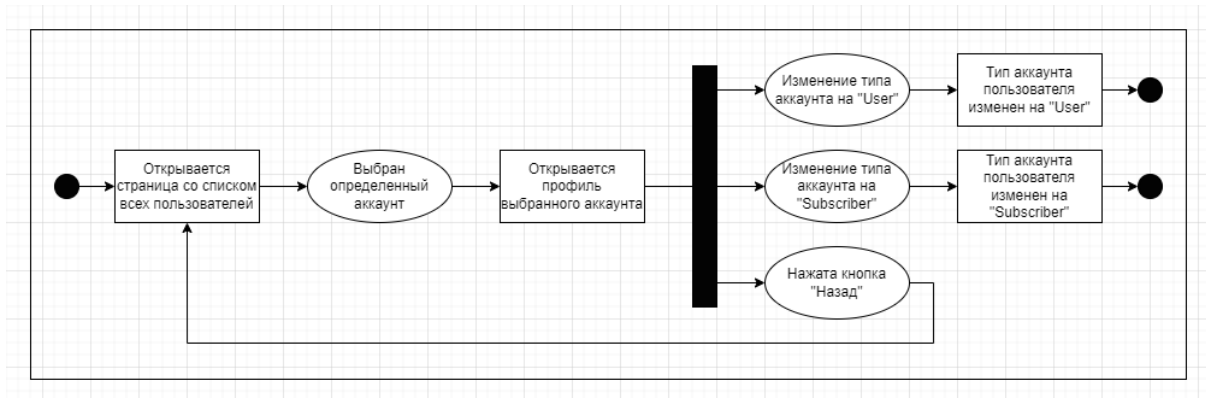 Открывается
страница со списком
всех пользователей
Выбран
определенный
аккаунт
Открывается
профиль
выбранного аккаунта
Изменение типа
аккаунта на "User"
Тип аккаунта
пользователя
изменен на "User"
Изменение типа
аккаунта на
"Subscriber"
Тип аккаунта
пользователя
изменен на
"Subscriber"
Нажата кнопка
"Назад"